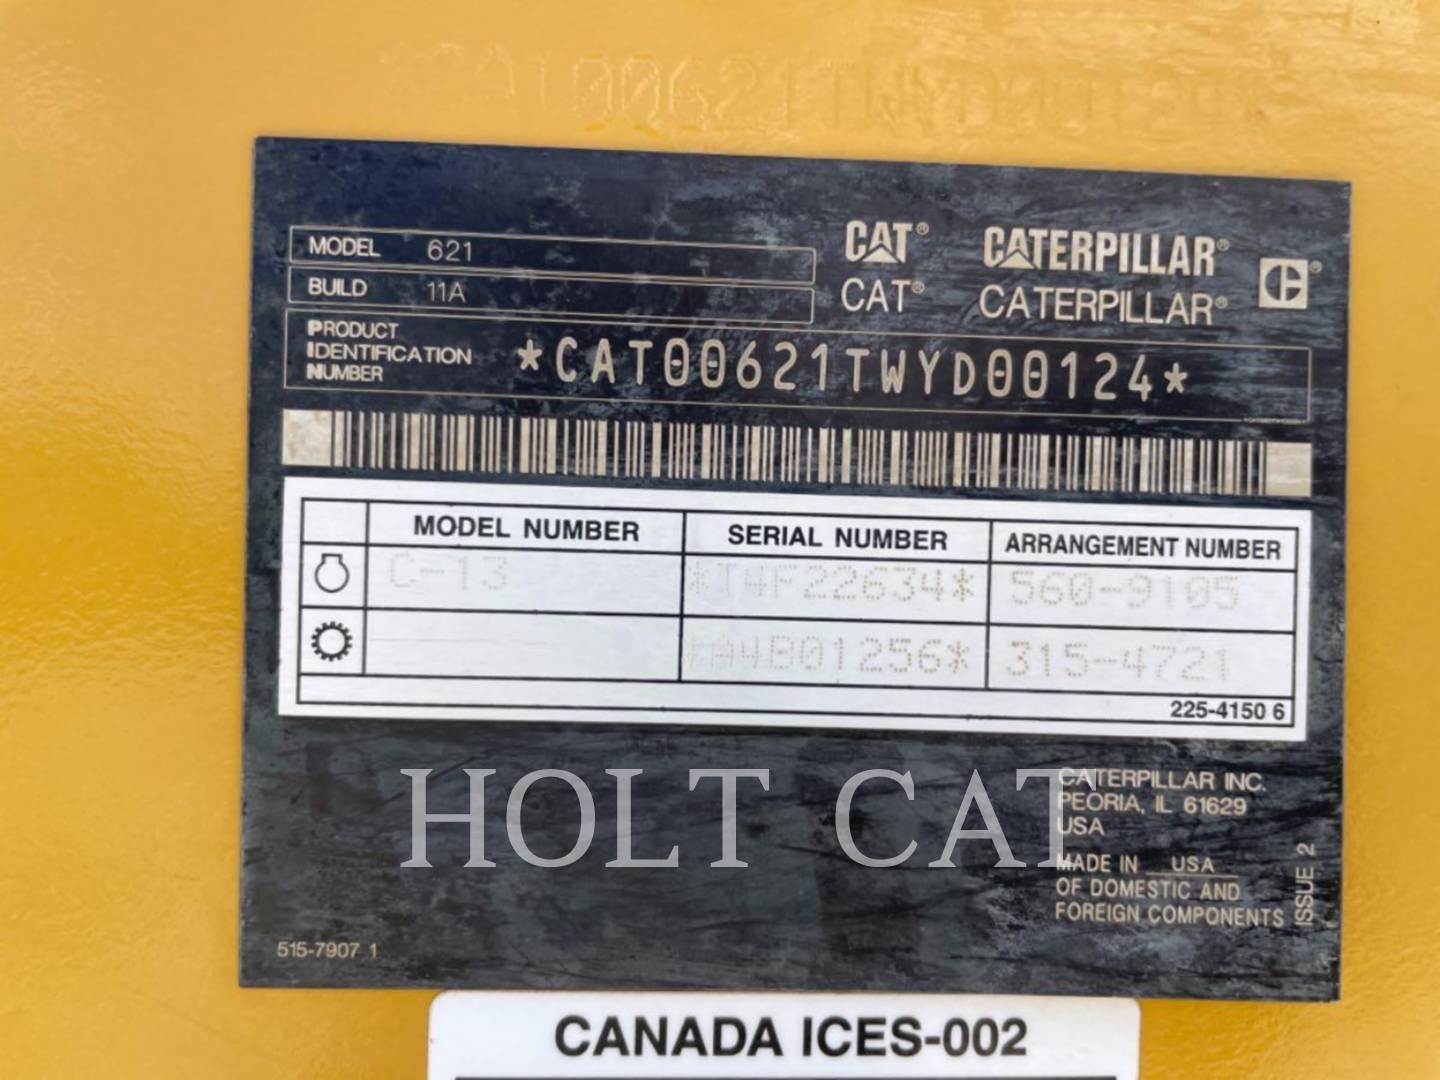 MODEL 621
BUILD 11A
CAT® CATERPILLAR®
CAT® CATERPILLAR®
PRODUCT
IDENTIFICATION
NUMBER
*CAT00621TWYD00124*
MODEL NUMBER SERIAL NUMBER ARRANGEMENT NUMBER
C-13 *T4F22634* 560-9105
*A4B01256* 315-4721
225-4150 6
HOLT CAT
CATERPILLAR INC.
PEORIA, IL 61629
USA
MADE IN USA
OF DOMESTIC AND
FOREIGN COMPONENTS
ISSUE 2
515-7907 1
CANADA ICES-002